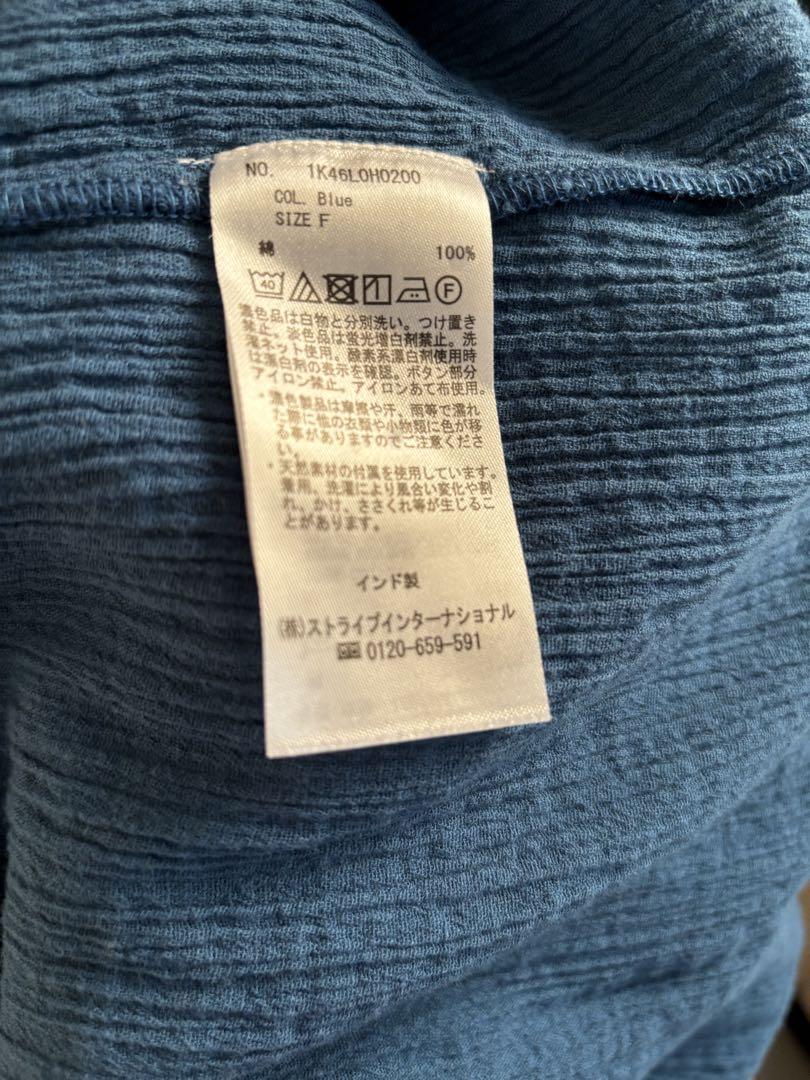 NO. 1K46L0H0200
COL. Blue
SIZE F
綿 100%
40 F
濃色品は白物と分別洗い。つけ置き
禁止。淡色品は蛍光増白剤禁止。洗
濯ネット使用。酸素系漂白剤使用時
は漂白剤の表示を確認。ボタン部分
アイロン禁止。アイロンあて布使用。
・濃色製品は摩擦や汗、雨等で濡れ
た際に他の衣類や小物類に色が移
る事がありますのでご注意くださ
い。
・天然素材の付属を使用しています。
着用、洗濯により風合い変化や割
れ、かけ、ささくれ等が生じるこ
とがあります。
インド製
(株)ストライプインターナショナル
0120-659-591